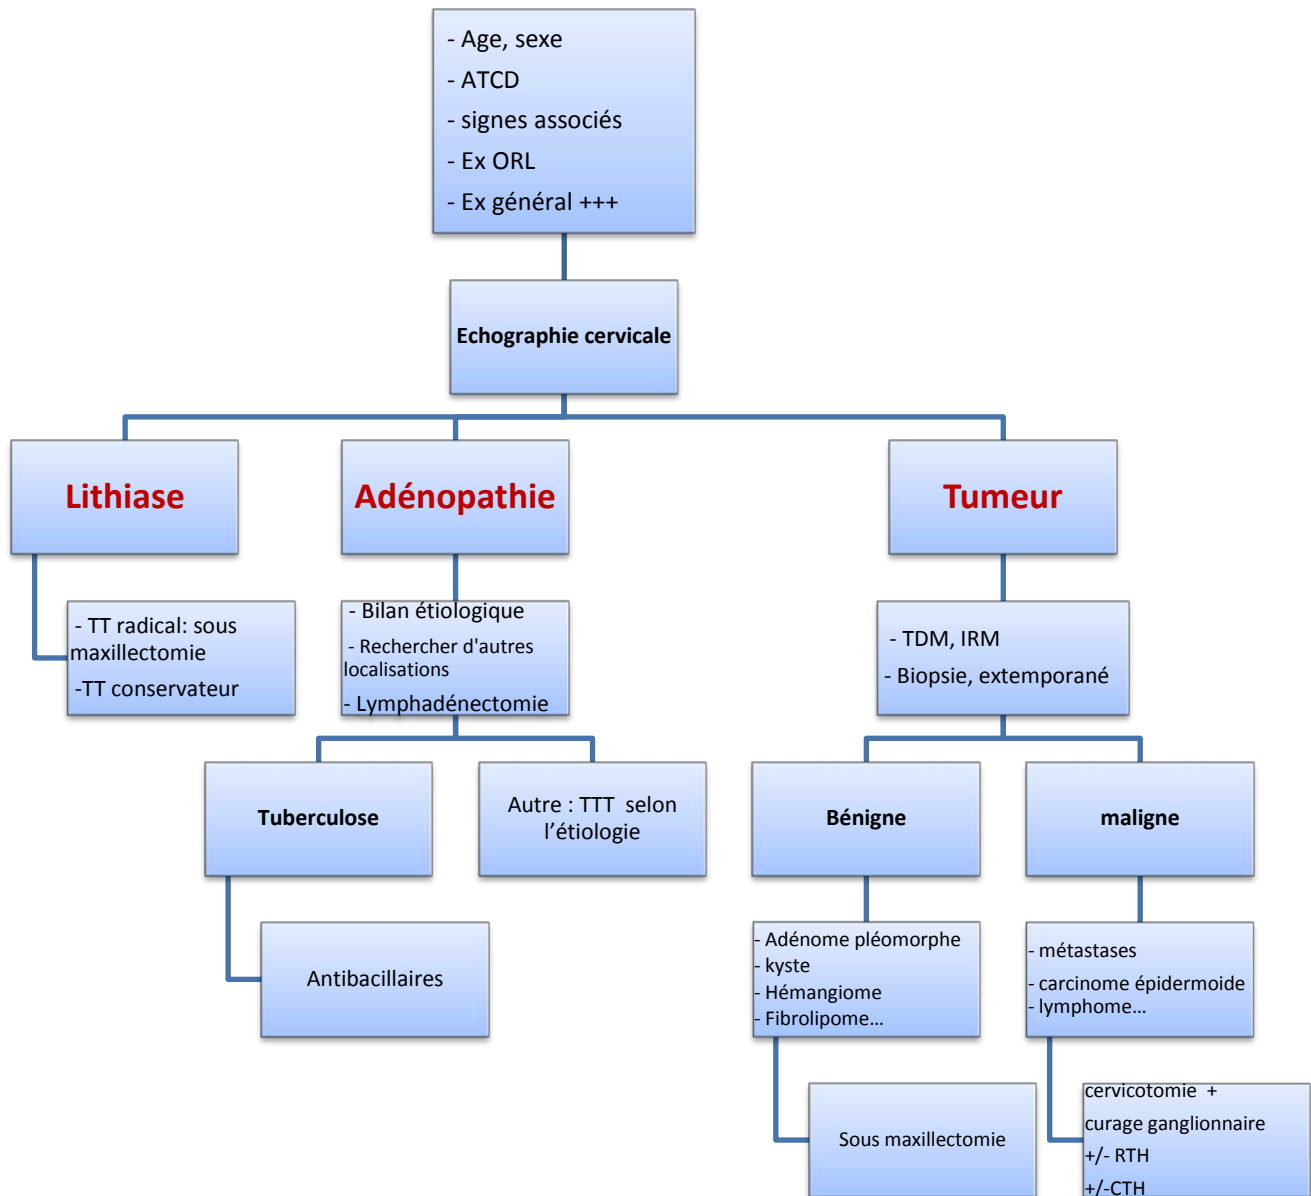 - Age, sexe
- ATCD
- signes associés
- Ex ORL
- Ex général +++
Echographie cervicale
Lithiase
Adénopathie
Tumeur
- TT radical: sous
maxillectomie
-TT conservateur
- Bilan étiologique
- Rechercher d'autres
localisations
- Lymphadénectomie
- TDM, IRM
- Biopsie, extemporané
Tuberculose
Autre : TTT selon
l’étiologie
Bénigne
maligne
Antibacillaires
- Adénome pléomorphe
- kyste
- Hémangiome
- Fibrolipome…
- métastases
- carcinome épidermoide
- lymphome…
Sous maxillectomie
cervicotomie +
curage ganglionnaire
+/- RTH
+/-CTH